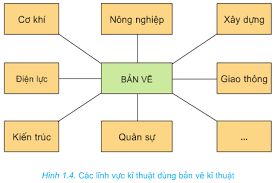 Cơ khí
Nông nghiệp
Xây dựng
Điện lực
BẢN VẼ
Giao thông
Kiến trúc
Quân sự
...
Hình 1.4. Các lĩnh vực kĩ thuật dùng bản vẽ kĩ thuật